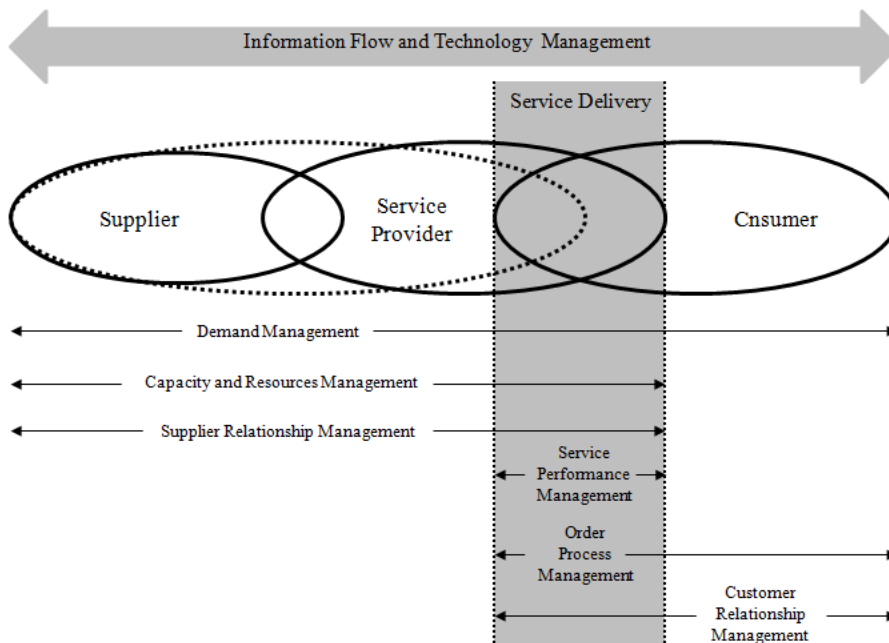 Information Flow and Technology Management
Service Delivery
Supplier
Service
Provider
Cnsumer
Demand Management
Capacity and Resources Management
Supplier Relationship Management
Service
Performance
Management
Order
Process
Management
Customer
Relationship
Management